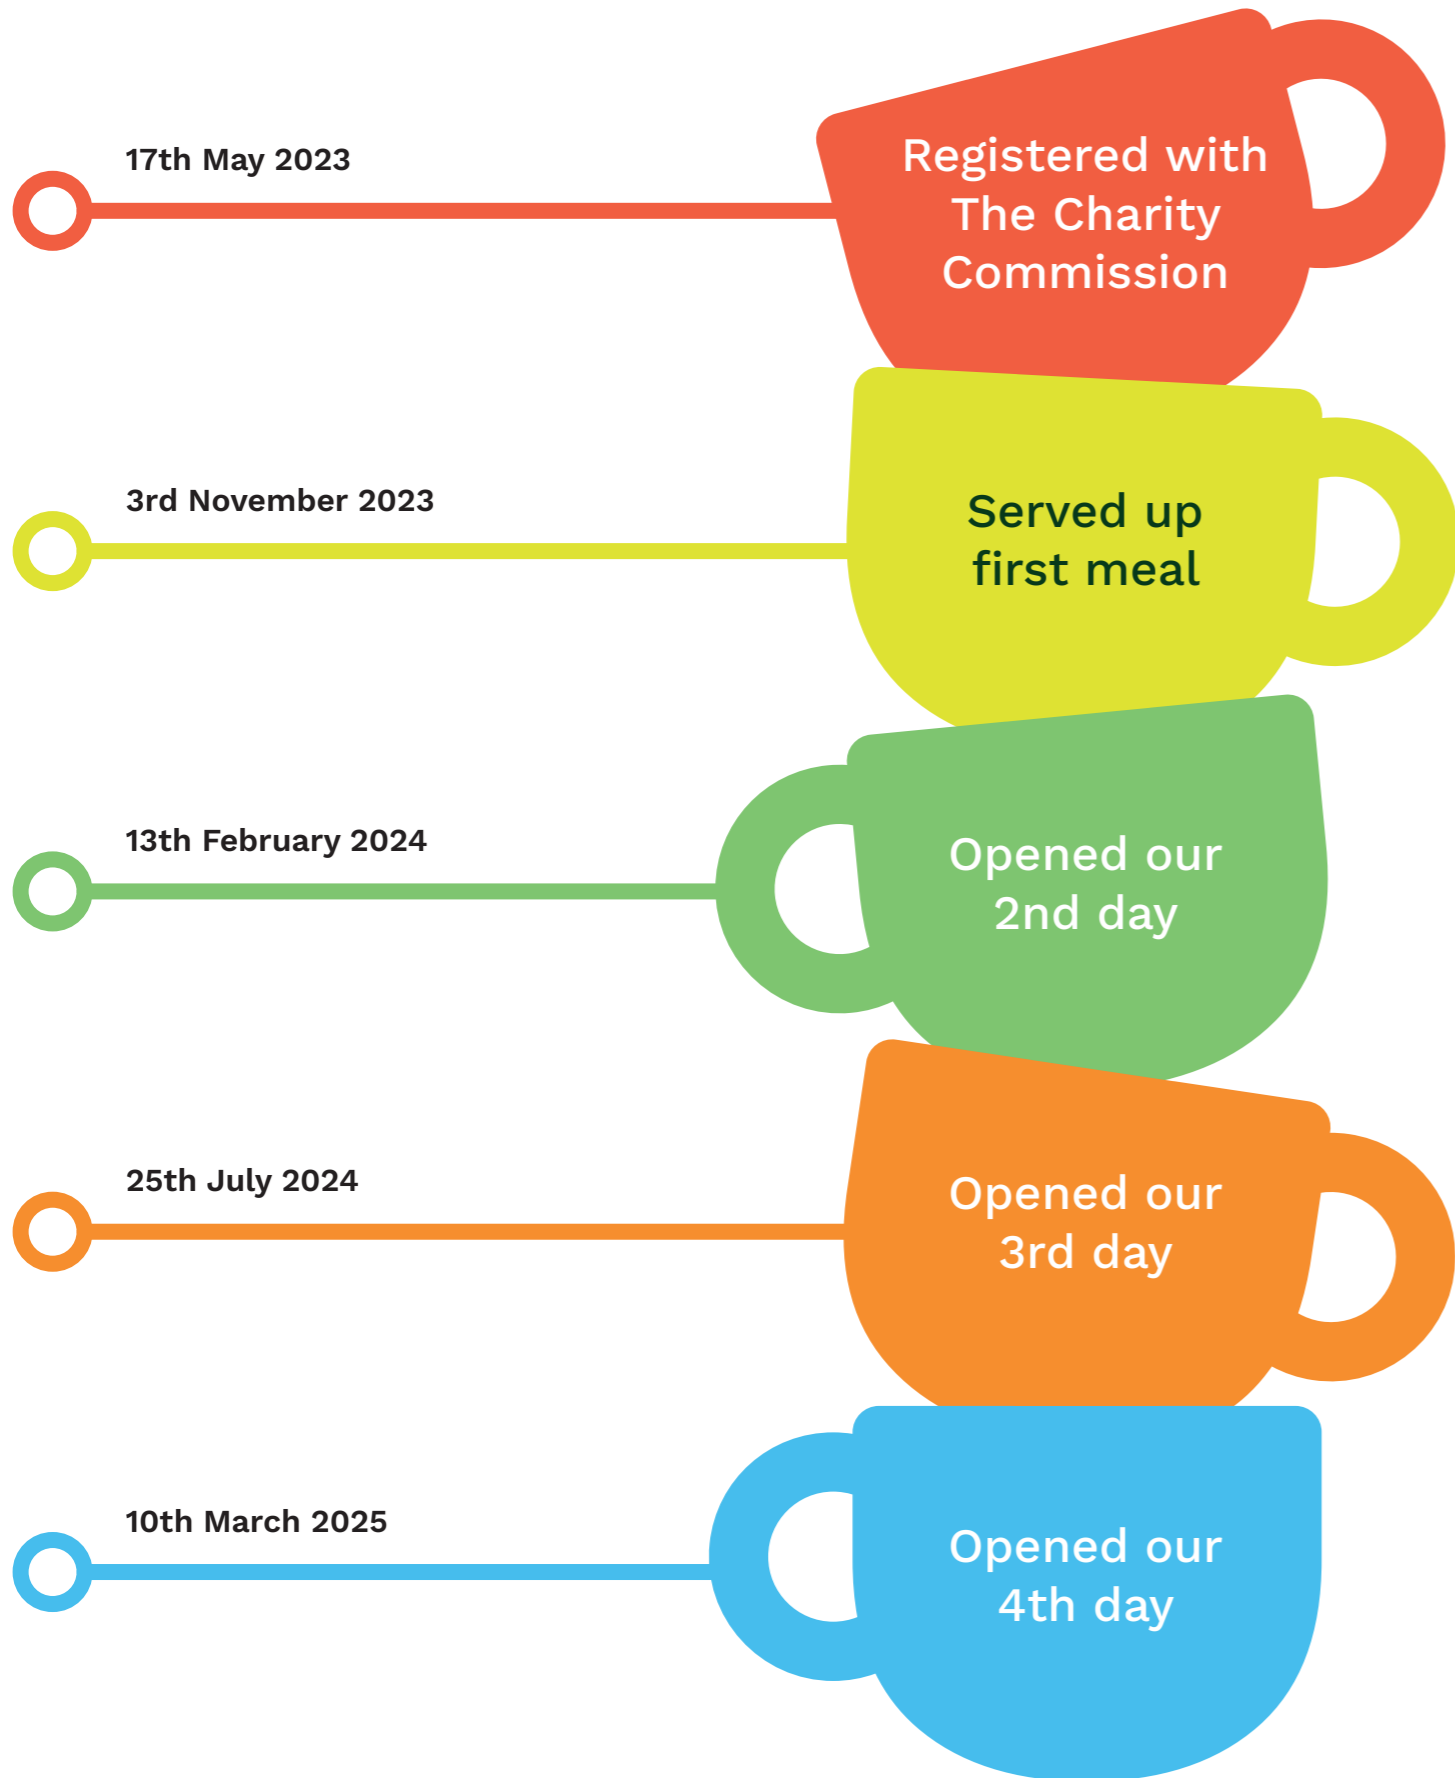 17th May 2023
Registered with
The Charity
Commission
3rd November 2023
Served up
first meal
13th February 2024
Opened our
2nd day
25th July 2024
Opened our
3rd day
10th March 2025
Opened our
4th day